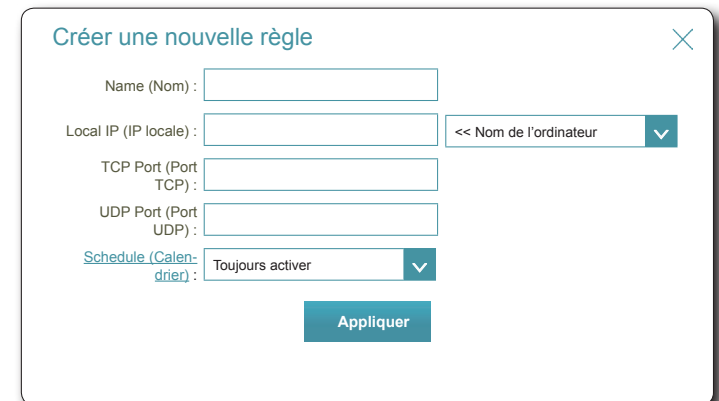 Créer une nouvelle règle
Name (Nom) :
Local IP (IP locale) :
<< Nom de l'ordinateur
TCP Port (Port
TCP) :
UDP Port (Port
UDP) :
Schedule (Calen-
drier) :
Toujours activer
Appliquer